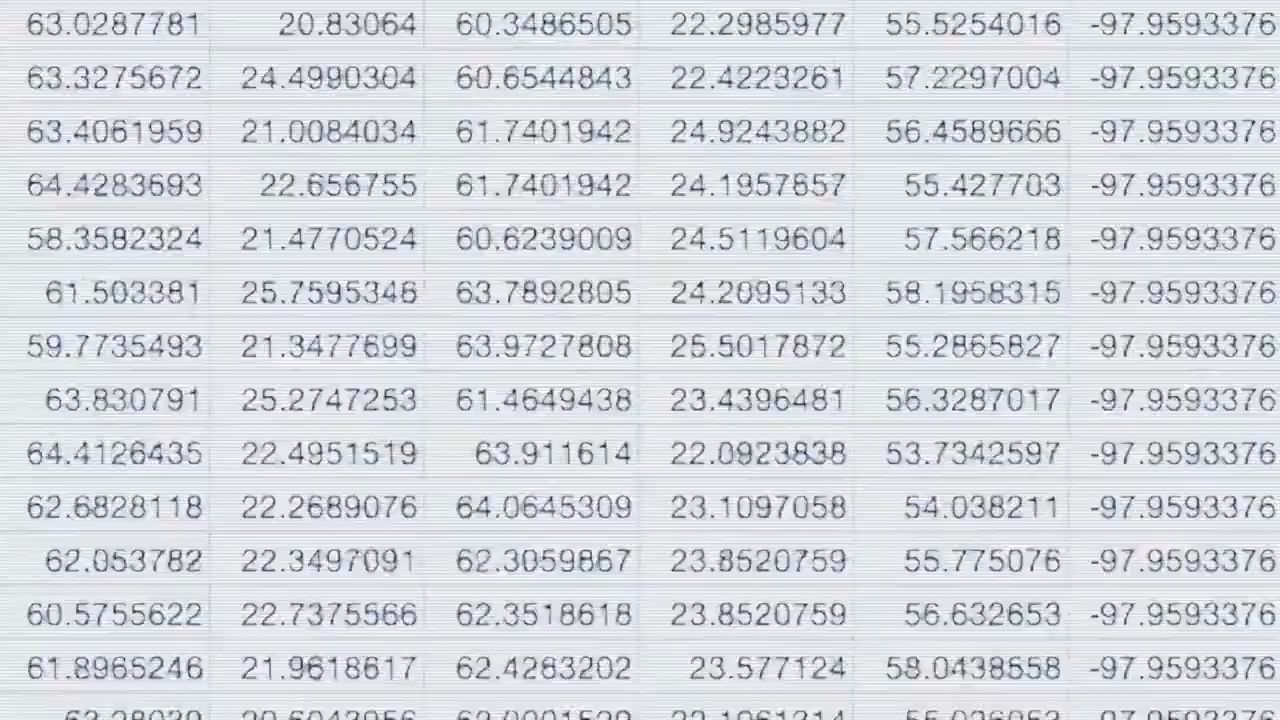 63.0287781 20.83064 60.3486505 22.2985977 55.5254016 -97.9593376
63.3275672 24.4990304 60.6544843 22.4223261 57.2297004 -97.9593376
63.4061959 21.0084034 61.7401942 24.9243882 56.4589666 -97.9593376
64.4283693 22.656755 61.7401942 24.1957857 55.427703 -97.9593376
58.3582324 21.4770524 60.6239009 24.5119604 57.566218 -97.9593376
61.503381 25.7595346 63.7892805 24.2095133 58.1958315 -97.9593376
59.7735493 21.3477699 63.9727808 25.5017872 55.2865827 -97.9593376
63.830791 25.2747253 61.4649438 23.4396481 56.3287017 -97.9593376
64.4126435 22.4951519 63.911614 22.0923838 53.7342597 -97.9593376
62.6828118 22.2689076 64.0645309 23.1097058 54.038211 -97.9593376
62.053782 22.3497091 62.3059867 23.8520759 55.775076 -97.9593376
60.5755622 22.7375566 62.3518618 23.8520759 56.632653 -97.9593376
61.8965246 21.9618617 62.4283202 23.577124 58.0438558 -97.9593376